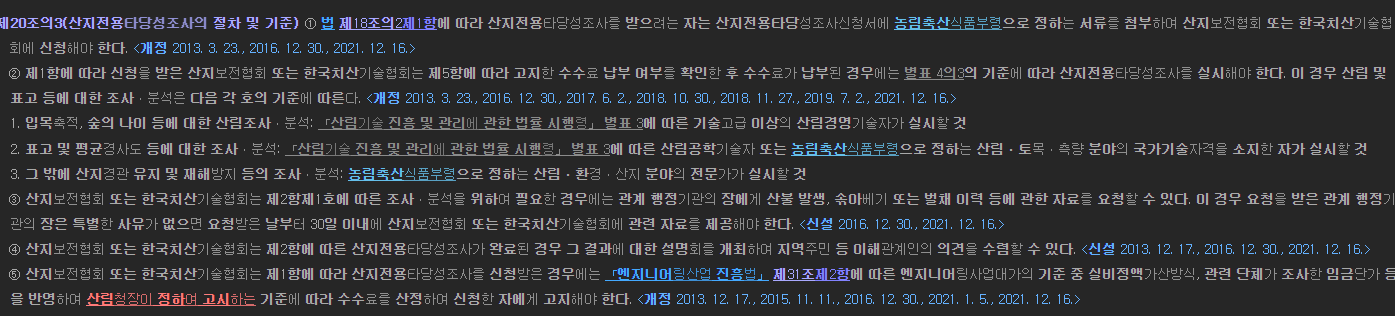 제20조의3(산지전용타당성조사의 절차 및 기준) ① 법 제18조의2제1항에 따라 산지전용타당성조사를 받으려는 자는 산지전용타당성조사신청서에 농림축산식품부령으로 정하는 서류를 첨부하여 산지보전협회 또는 한국치산기술협
회에 신청해야 한다. <개정 2013. 3. 23., 2016. 12. 30., 2021. 12. 16.>
② 제1항에 따라 신청을 받은 산지보전협회 또는 한국치산기술협회는 제5항에 따라 고지한 수수료 납부 여부를 확인한 후 수수료가 납부된 경우에는 별표 4의3의 기준에 따라 산지전용타당성조사를 실시해야 한다. 이 경우 산림 및
표고 등에 대한 조사ㆍ분석은 다음 각 호의 기준에 따른다. <개정 2013. 3. 23., 2016. 12. 30., 2017. 6. 2., 2018. 10. 30., 2018. 11. 27., 2019. 7. 2., 2021. 12. 16.>
1. 입목축적, 숲의 나이 등에 대한 산림조사ㆍ분석: 「산림기술 진흥 및 관리에 관한 법률 시행령」 별표 3에 따른 기술고급 이상의 산림경영기술자가 실시할 것
2. 표고 및 평균경사도 등에 대한 조사ㆍ분석: 「산림기술 진흥 및 관리에 관한 법률 시행령」 별표 3에 따른 산림공학기술자 또는 농림축산식품부령으로 정하는 산림ㆍ토목ㆍ측량 분야의 국가기술자격을 소지한 자가 실시할 것
3. 그 밖에 산지경관 유지 및 재해방지 등의 조사ㆍ분석: 농림축산식품부령으로 정하는 산림ㆍ환경ㆍ산지 분야의 전문가가 실시할 것
③ 산지보전협회 또는 한국치산기술협회는 제2항제1호에 따른 조사ㆍ분석을 위하여 필요한 경우에는 관계 행정기관의 장에게 산불 발생, 솎아베기 또는 벌채 이력 등에 관한 자료를 요청할 수 있다. 이 경우 요청을 받은 관계 행정기
관의 장은 특별한 사유가 없으면 요청받은 날부터 30일 이내에 산지보전협회 또는 한국치산기술협회에 관련 자료를 제공해야 한다. <신설 2016. 12. 30., 2021. 12. 16.>
④ 산지보전협회 또는 한국치산기술협회는 제2항에 따른 산지전용타당성조사가 완료된 경우 그 결과에 대한 설명회를 개최하여 지역주민 등 이해관계인의 의견을 수렴할 수 있다. <신설 2013. 12. 17., 2016. 12. 30., 2021. 12. 16.>
⑤ 산지보전협회 또는 한국치산기술협회는 제1항에 따라 산지전용타당성조사를 신청받은 경우에는 「엔지니어링산업 진흥법」 제31조제2항에 따른 엔지니어링사업대가의 기준 중 실비정액가산방식, 관련 단체가 조사한 임금단가 등
을 반영하여 산림청장이 정하여 고시하는 기준에 따라 수수료를 산정하여 신청한 자에게 고지해야 한다. <개정 2013. 12. 17., 2015. 11. 11., 2016. 12. 30., 2021. 1. 5., 2021. 12. 16.>